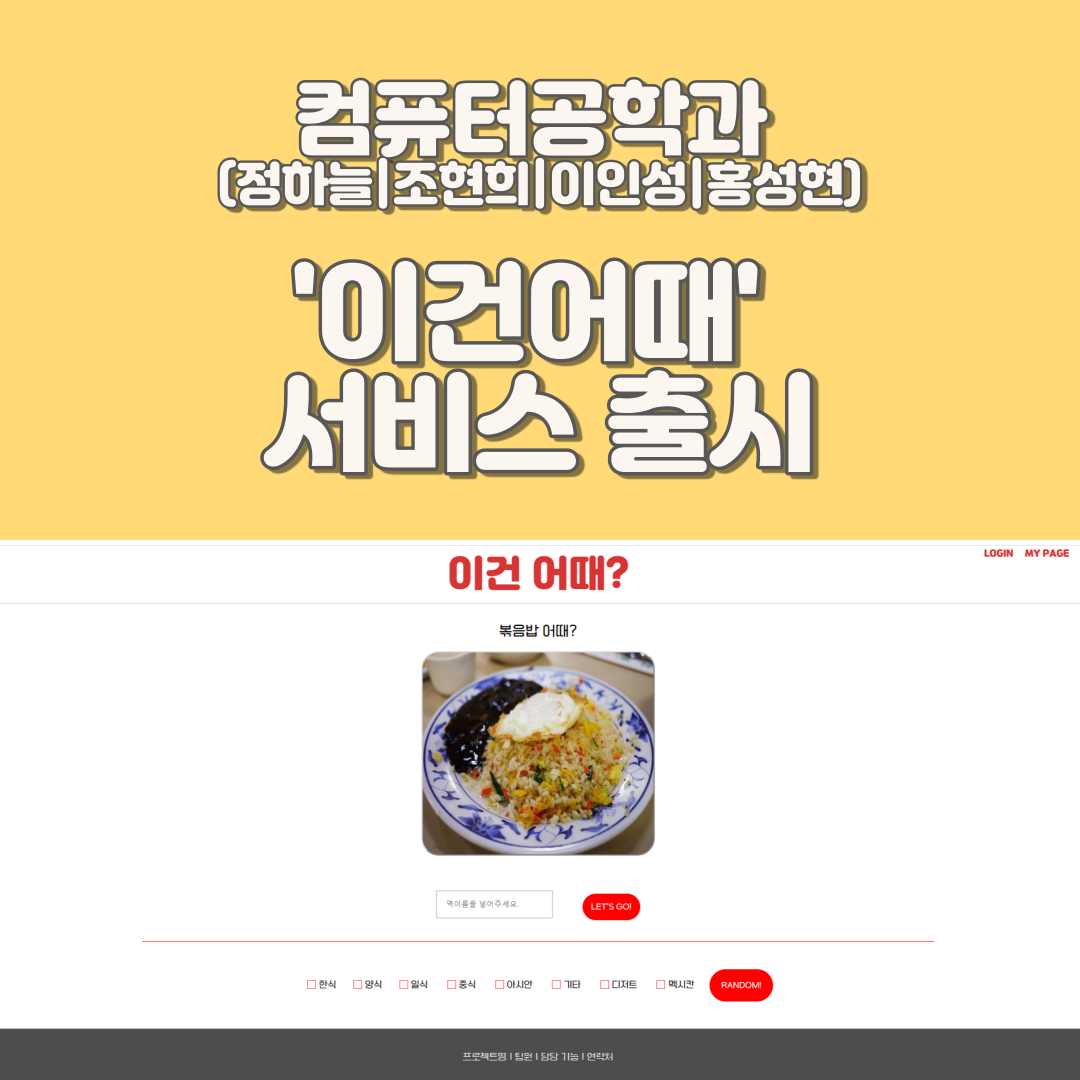 컴퓨터공학과
(정하늘|조현희|이인성|홍성현)
'이건어때'
서비스 출시
LOGIN MY PAGE
이건 어때?
볶음밥 어때?
역이름을 넣어주세요.
LET'S GO!
한식 양식 일식 중식 아시안 기타 디저트 멕시칸 RANDOM!
프로젝트명 | 팀원 | 담당 기능 | 연락처